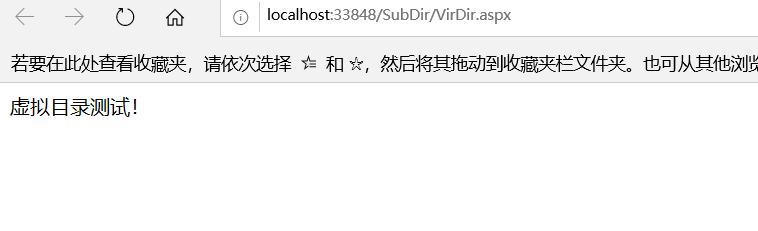 localhost:33848/SubDir/VirDir.aspx
若要在此处查看收藏夹，请依次选择 和 ，然后将其拖动到收藏夹栏文件夹。也可从其他浏览
虚拟目录测试！